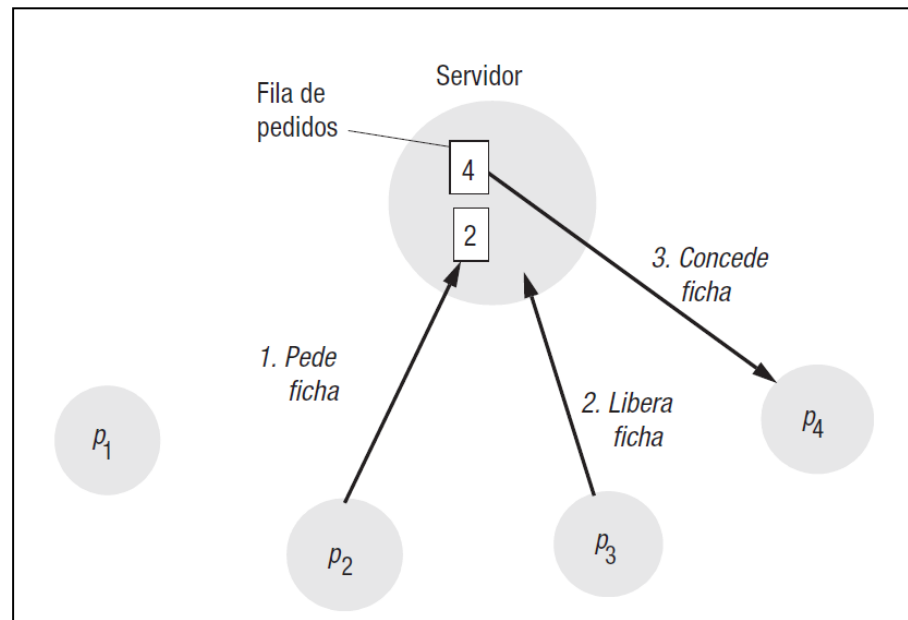 Servidor
Fila de
pedidos
4
2
3. Concede
ficha
1. Pede
ficha
2. Libera
ficha
p1
p2
p3
p4